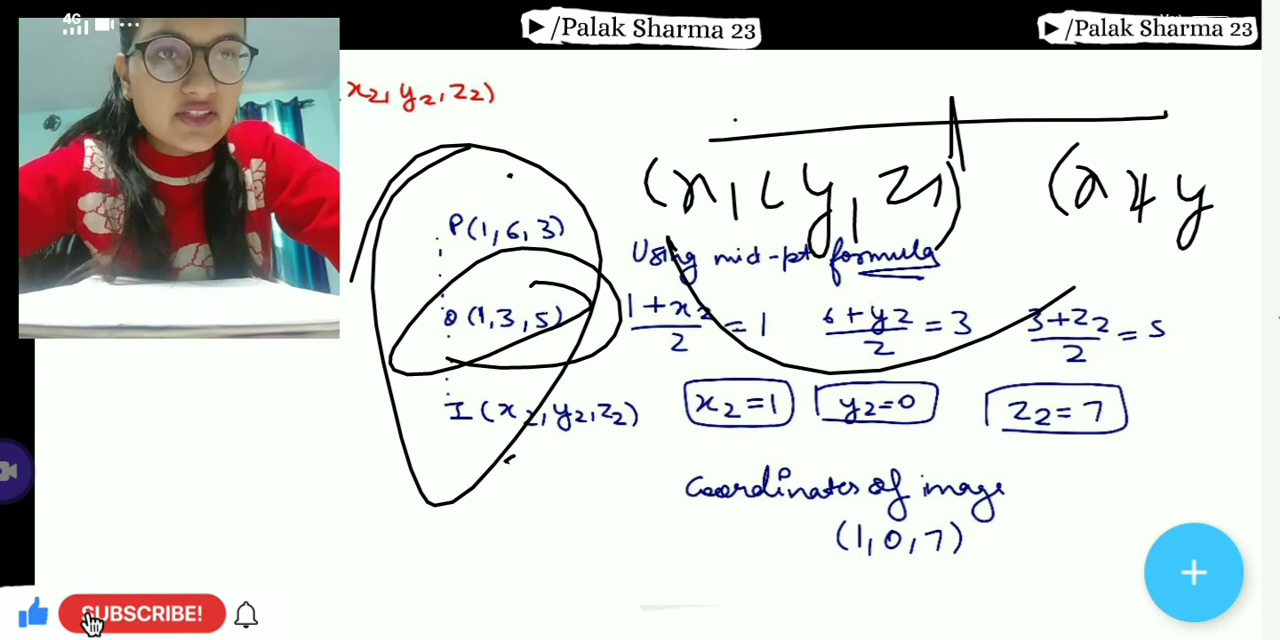 4G
/Palak Sharma 23
/Palak Sharma 23
x2, y2, z2)
(x1, y, z1) (x y
P(1, 6, 3)
Using mid-pt formula
O (1, 3, 5)
1+x2/2 = 1
6+y2/2 = 3
3+z2/2 = 5
I (x2, y2, z2)
x2=1
y2=0
z2=7
Coordinates of image
(1, 0, 7)
SUBSCRIBE!
+